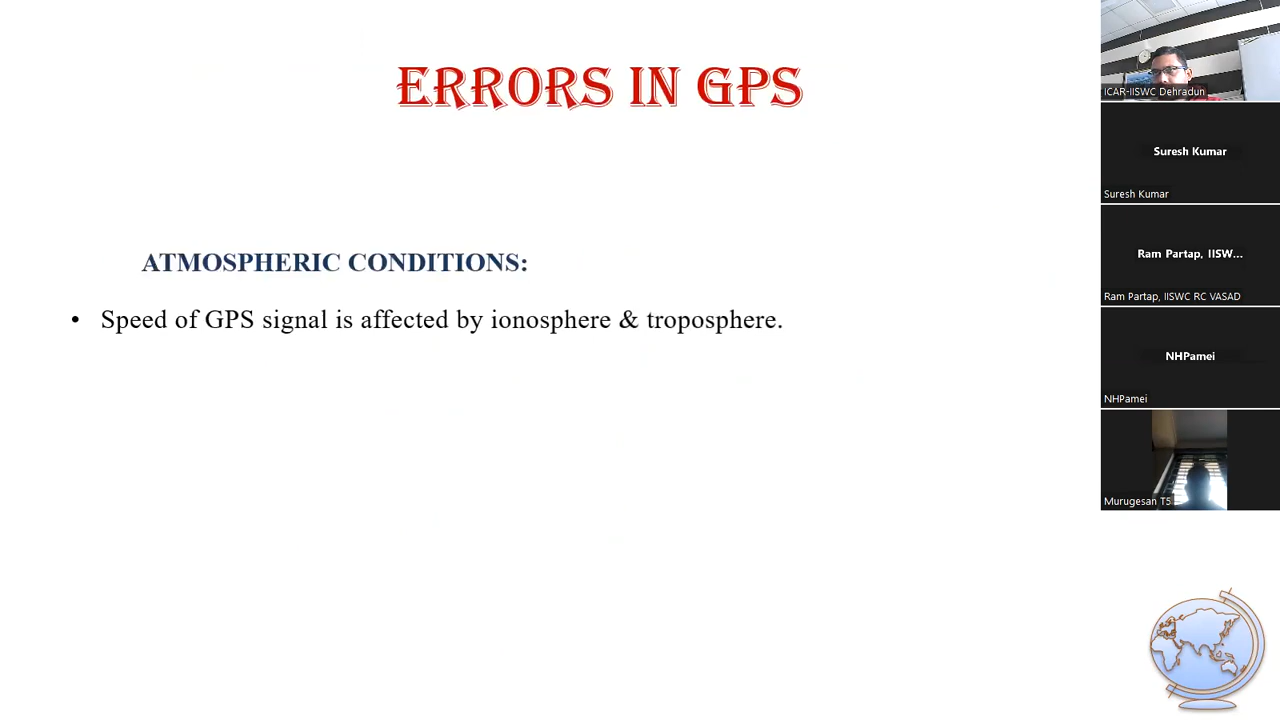 ERRORS IN GPS
ATMOSPHERIC CONDITIONS:
• Speed of GPS signal is affected by ionosphere & troposphere.
ICAR-IISWC Dehradun
Suresh Kumar
Suresh Kumar
Ram Partap, IISW...
Ram Partap, IISWC RC VASAD
NHPamei
NHPamei
Murugesan T5